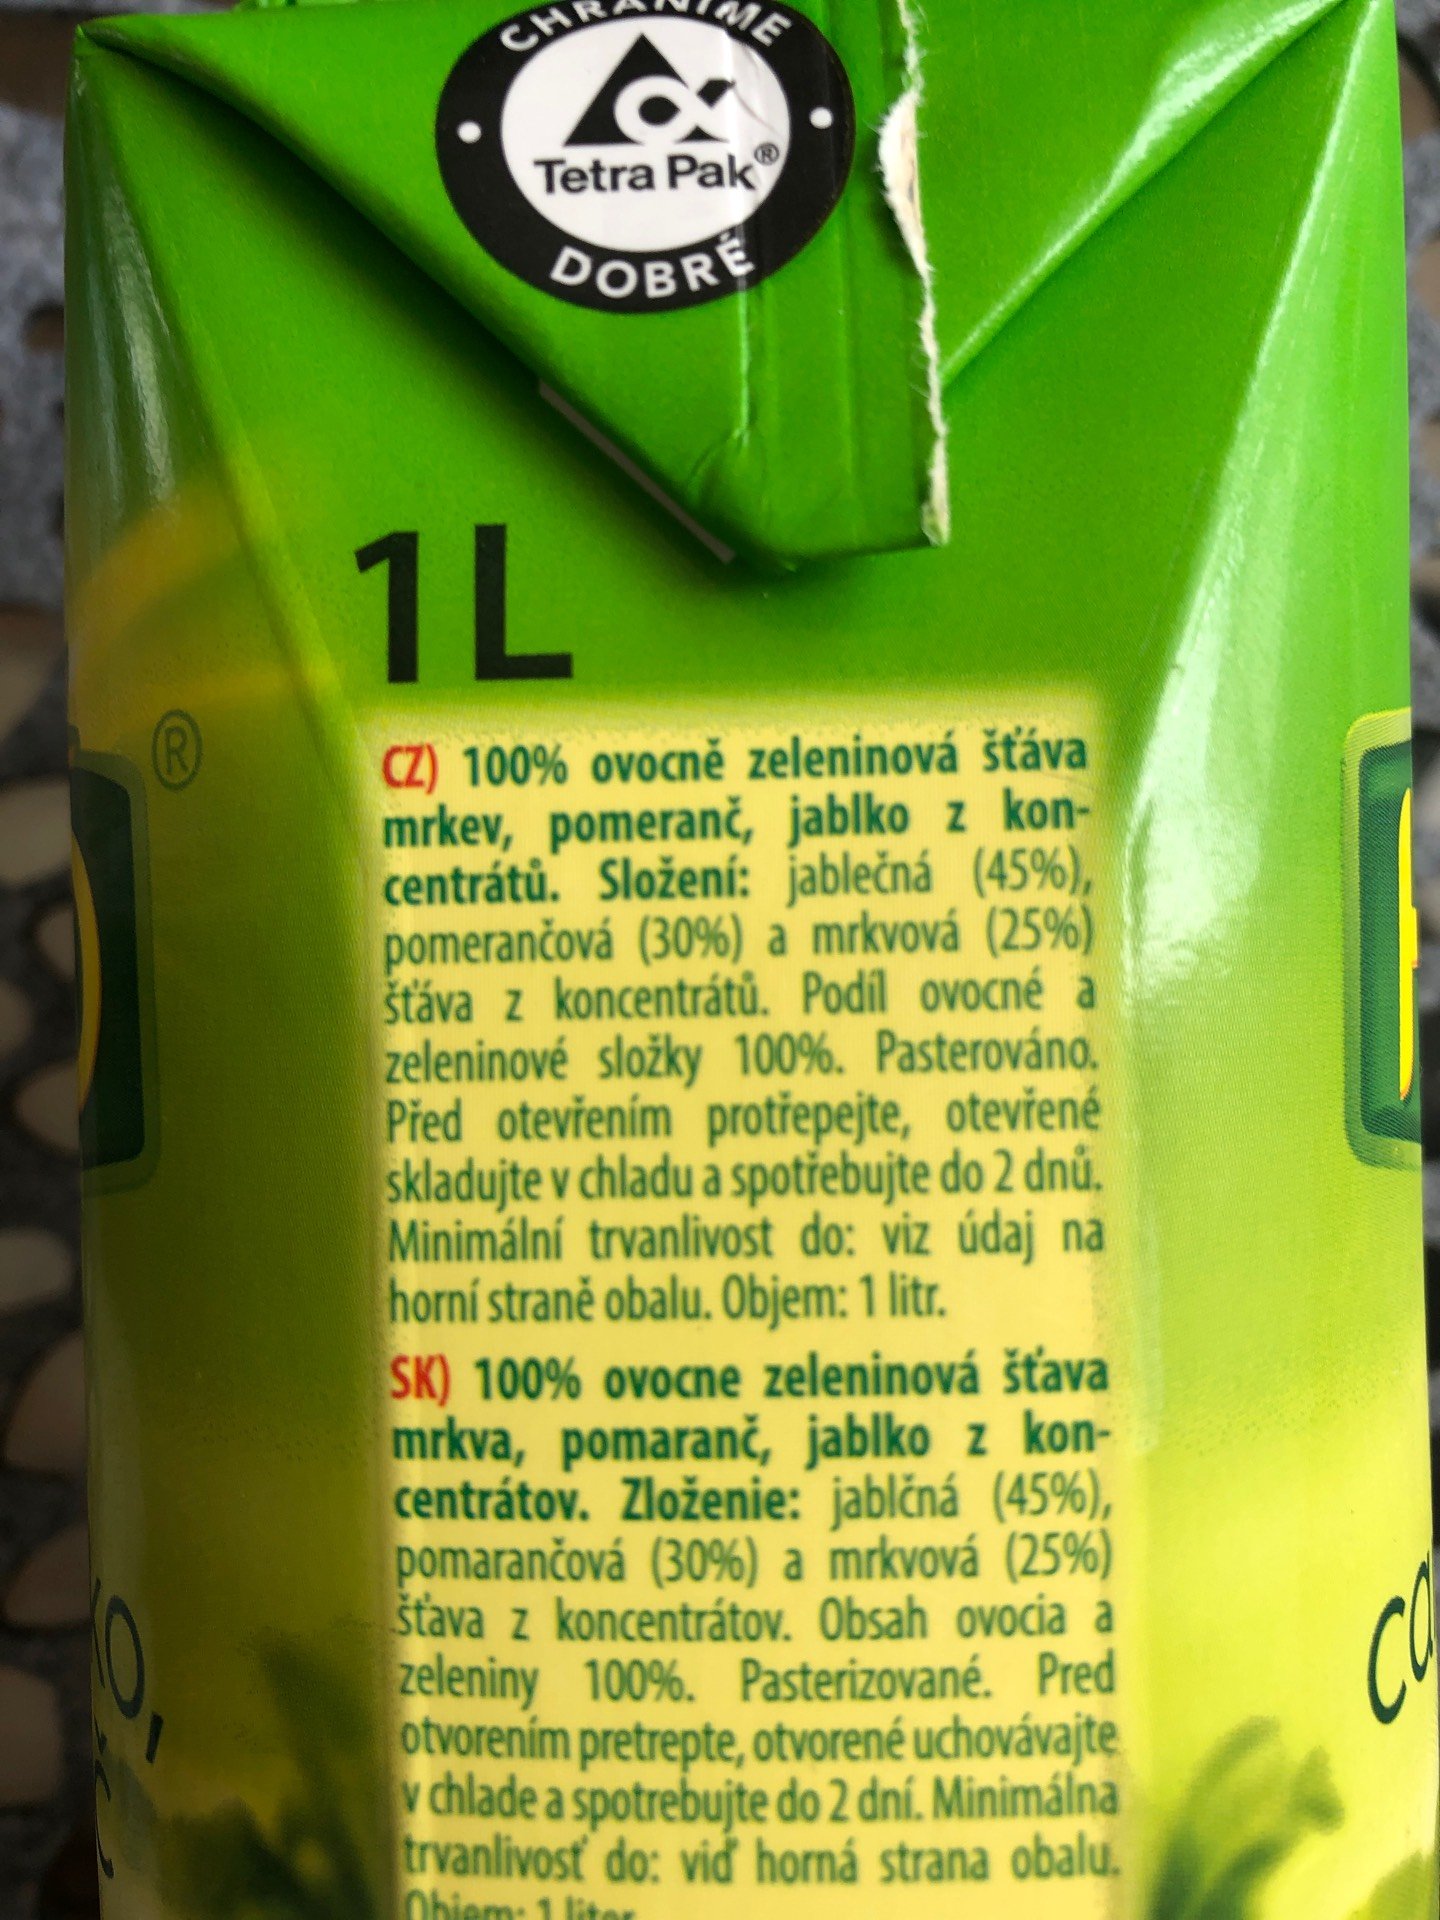 CHRÁNÍME
Tetra Pak®
DOBRÉ
1L
®
CZ) 100% ovocně zeleninová šťáva
mrkev, pomeranč, jablko z kon-
centrátů. Složení: jablečná (45%),
pomerančová (30%) a mrkvová (25%)
šťáva z koncentrátů. Podíl ovocné a
zeleninové složky 100%. Pasterováno.
Před otevřením protřepejte, otevřené
skladujte v chladu a spotřebujte do 2 dnů.
Minimální trvanlivost do: viz údaj na
horní straně obalu. Objem: 1 litr.
SK) 100% ovocne zeleninová šťava
mrkva, pomaranč, jablko z kon-
centrátov. Zloženie: jablčná (45%),
pomarančová (30%) a mrkvová (25%)
šťava z koncentrátov. Obsah ovocia a
zeleniny 100%. Pasterizované. Pred
otvorením pretrepte, otvorené uchovávajte
v chlade a spotrebujte do 2 dní. Minimálna
trvanlivosť do: viď horná strana obalu.
Objem: 1 liter